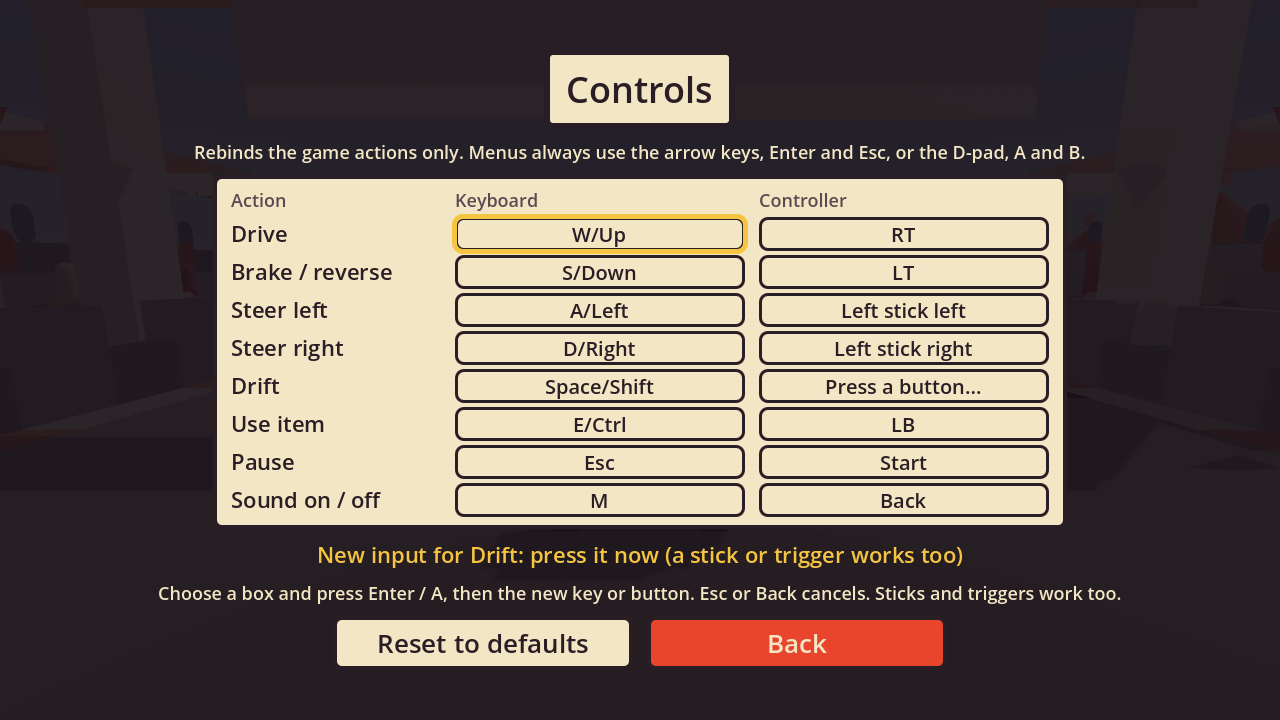 Controls
Rebinds the game actions only. Menus always use the arrow keys, Enter and Esc, or the D-pad, A and B.
Action Keyboard Controller
Drive W/Up RT
Brake / reverse S/Down LT
Steer left A/Left Left stick left
Steer right D/Right Left stick right
Drift Space/Shift Press a button...
Use item E/Ctrl LB
Pause Esc Start
Sound on / off M Back
New input for Drift: press it now (a stick or trigger works too)
Choose a box and press Enter / A, then the new key or button. Esc or Back cancels. Sticks and triggers work too.
Reset to defaults Back